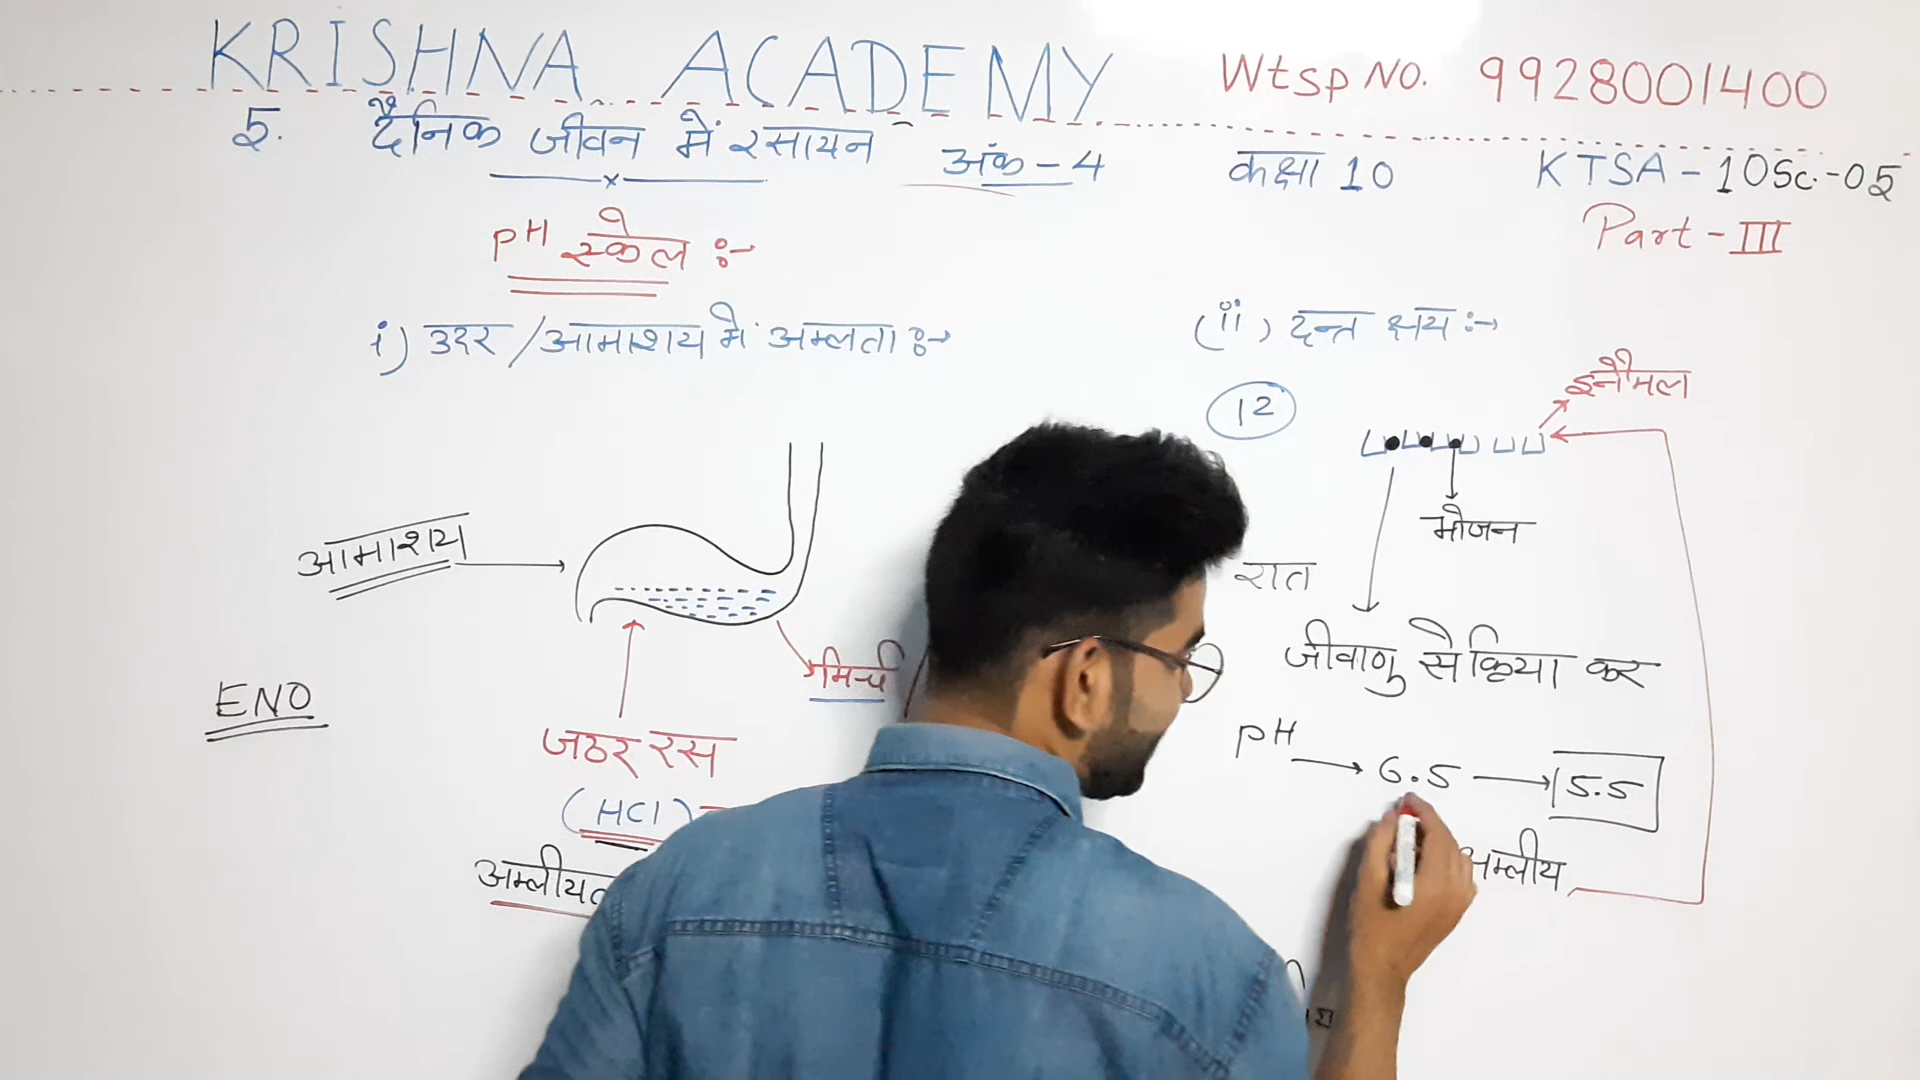 KRISHNA ACADEMY
Wtsp NO. 9928001400
5. दैनिक जीवन में रसायन
अंक - 4
कक्षा 10
KTSA - 10Sc.-05
Part - III
pH स्केल :-
i) उदर / आमाशय में अम्लता :-
(ii) दन्त क्षय :-
इनैमल
12
भोजन
आमाशय
रात
जीवाणु से क्रिया कर
मिर्च
ENO
जठर रस
pH → 6.5 → 5.5
(HCl)
अम्लीय